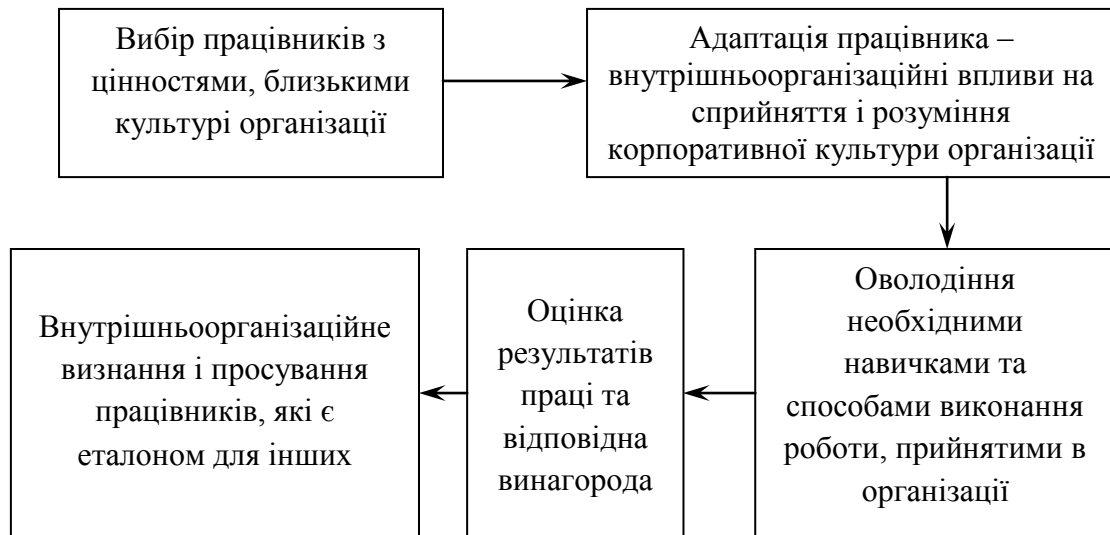 Вибір працівників з
цінностями, близькими
культурі організації
Адаптація працівника –
внутрішньоорганізаційні впливи на
сприйняття і розуміння
корпоративної культури організації
Оволодіння
необхідними
навичками та
способами виконання
роботи, прийнятими в
організації
Оцінка
результатів
праці та
відповідна
винагорода
Внутрішньоорганізаційне
визнання і просування
працівників, які є
еталоном для інших